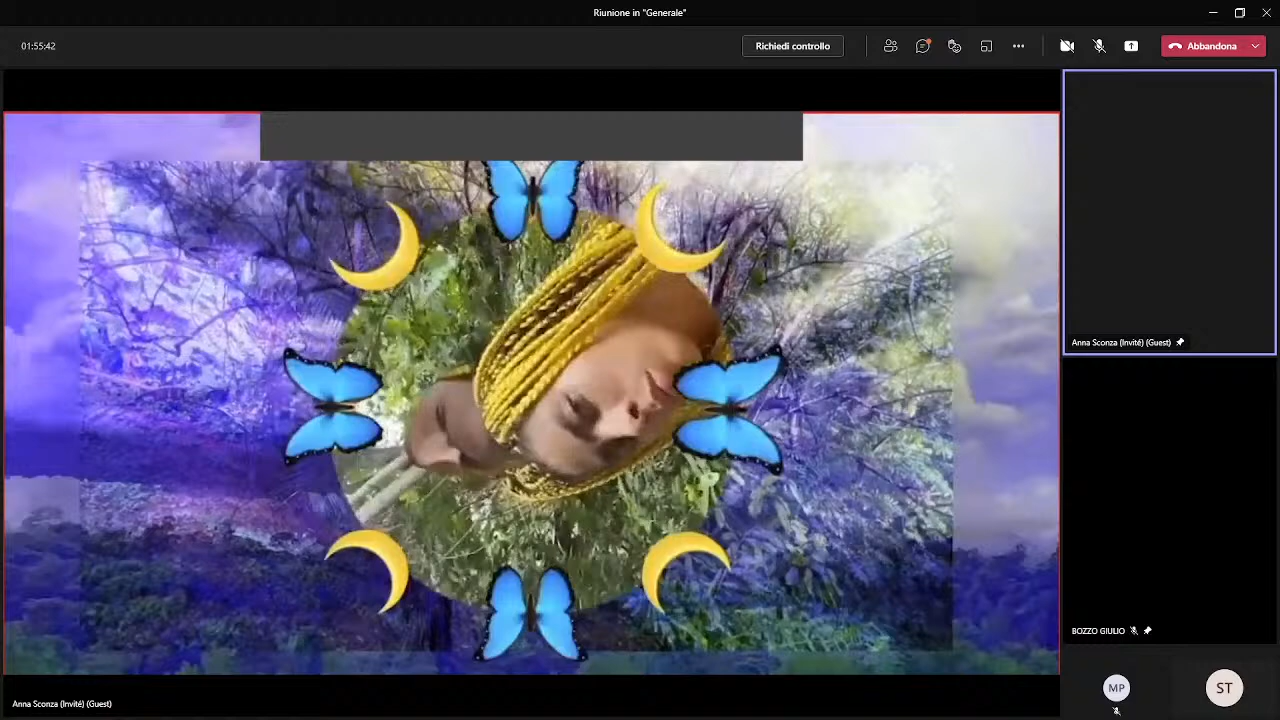 Riunione in "Generale"
01:55:42
Richiedi controllo
Abbandona
Anna Sconza (Invité) (Guest)
BOZZO GIULIO
MP
ST
Anna Sconza (Invité) (Guest)